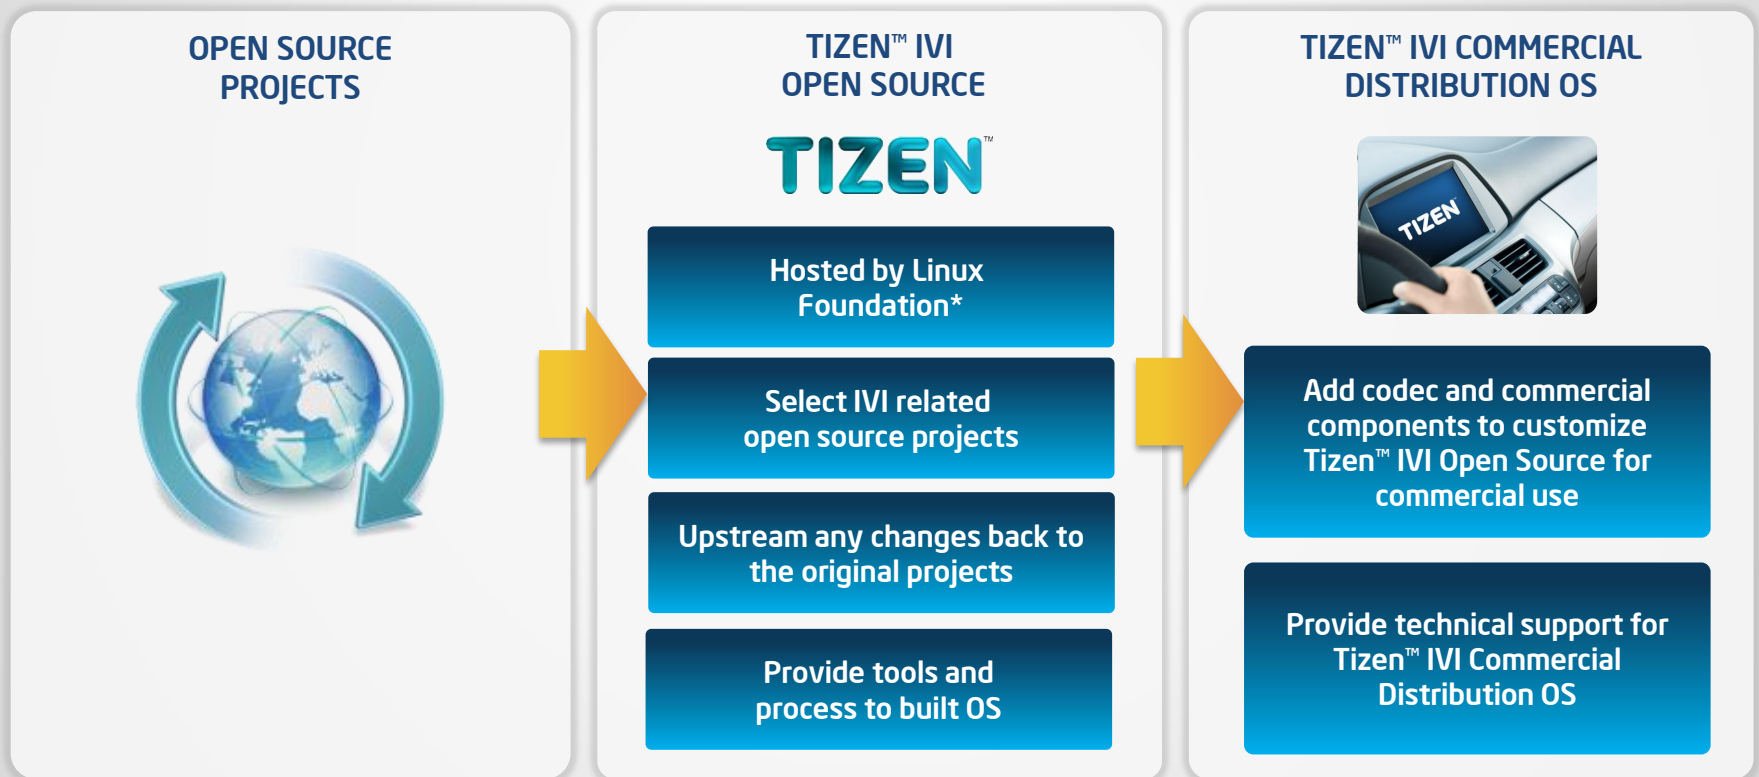 OPEN SOURCE
PROJECTS
TIZEN™ IVI
OPEN SOURCE
TIZEN™
Hosted by Linux
Foundation*
Select IVI related
open source projects
Upstream any changes back to
the original projects
Provide tools and
process to built OS
TIZEN™ IVI COMMERCIAL
DISTRIBUTION OS
TIZEN
Add codec and commercial
components to customize
Tizen™ IVI Open Source for
commercial use
Provide technical support for
Tizen™ IVI Commercial
Distribution OS